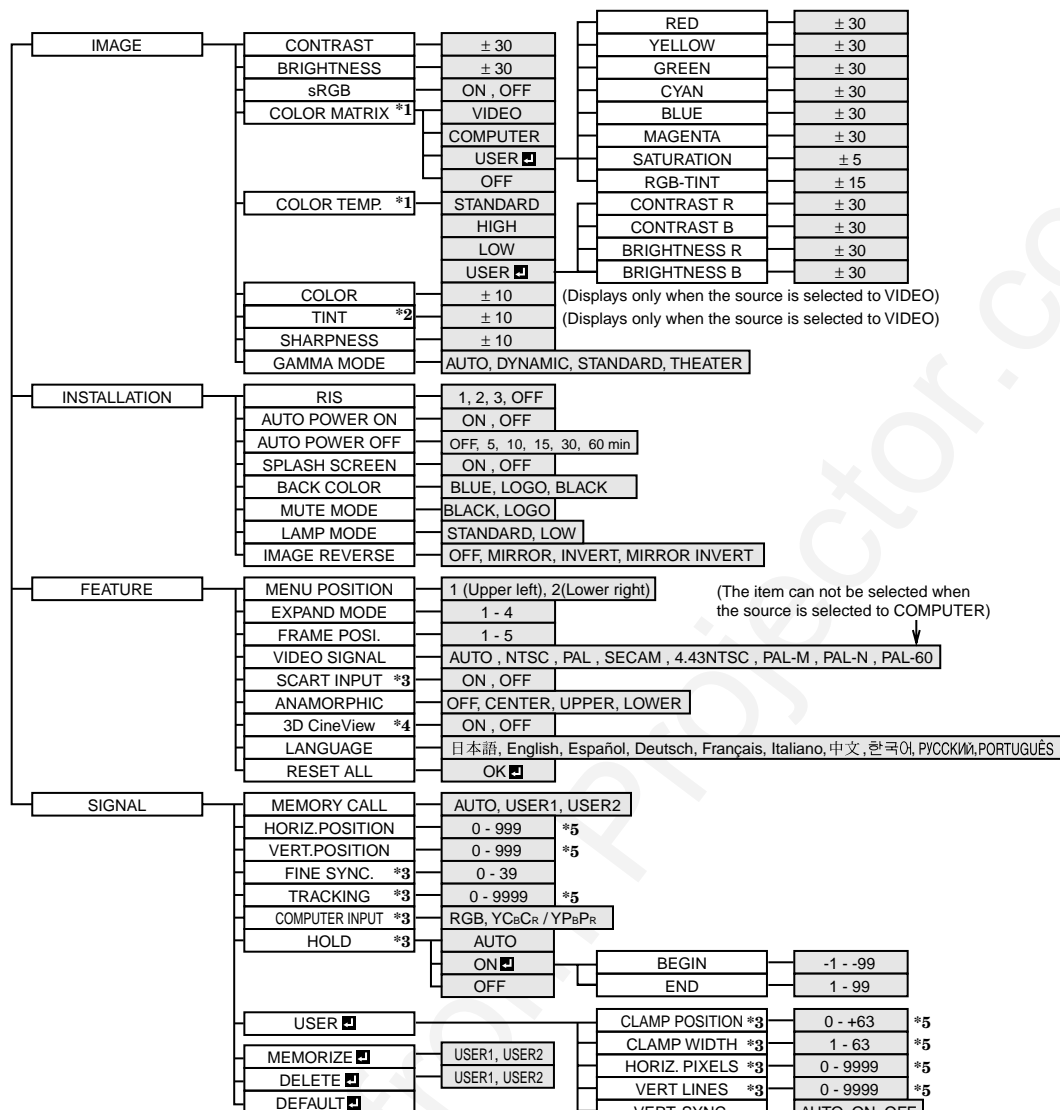 RED ± 30
IMAGE CONTRAST ± 30 YELLOW ± 30
BRIGHTNESS ± 30 GREEN ± 30
sRGB ON , OFF CYAN ± 30
COLOR MATRIX *1 VIDEO BLUE ± 30
COMPUTER MAGENTA ± 30
USER SATURATION ± 5
OFF RGB-TINT ± 15
COLOR TEMP. *1 STANDARD CONTRAST R ± 30
HIGH CONTRAST B ± 30
LOW BRIGHTNESS R ± 30
USER BRIGHTNESS B ± 30
COLOR ± 10 (Displays only when the source is selected to VIDEO)
TINT *2 ± 10 (Displays only when the source is selected to VIDEO)
SHARPNESS ± 10
GAMMA MODE AUTO, DYNAMIC, STANDARD, THEATER
INSTALLATION RIS 1, 2, 3, OFF
AUTO POWER ON ON , OFF
AUTO POWER OFF OFF, 5, 10, 15, 30, 60 min
SPLASH SCREEN ON , OFF
BACK COLOR BLUE, LOGO, BLACK
MUTE MODE BLACK, LOGO
LAMP MODE STANDARD, LOW
IMAGE REVERSE OFF, MIRROR, INVERT, MIRROR INVERT
FEATURE MENU POSITION 1 (Upper left), 2(Lower right) (The item can not be selected when
EXPAND MODE 1 - 4 the source is selected to COMPUTER)
FRAME POSI. 1 - 5
VIDEO SIGNAL AUTO , NTSC , PAL , SECAM , 4.43NTSC , PAL-M , PAL-N , PAL-60
SCART INPUT *3 ON , OFF
ANAMORPHIC OFF, CENTER, UPPER, LOWER
3D CineView *4 ON , OFF
LANGUAGE 日本語, English, Español, Deutsch, Français, Italiano, 中文, 한국어, РУССКИЙ, PORTUGUÊS
RESET ALL OK
SIGNAL MEMORY CALL AUTO, USER1, USER2
HORIZ.POSITION 0 - 999 *5
VERT.POSITION 0 - 999 *5
FINE SYNC. *3 0 - 39
TRACKING *3 0 - 9999 *5
COMPUTER INPUT *3 RGB, YCBCR / YPBPR
HOLD *3 AUTO
ON BEGIN -1 - -99
OFF END 1 - 99
USER CLAMP POSITION *3 0 - +63 *5
CLAMP WIDTH *3 1 - 63 *5
MEMORIZE USER1, USER2 HORIZ. PIXELS *3 0 - 9999 *5
DELETE USER1, USER2 VERT LINES *3 0 - 9999 *5
DEFAULT VERT. SYNC. AUTO, ON, OFF